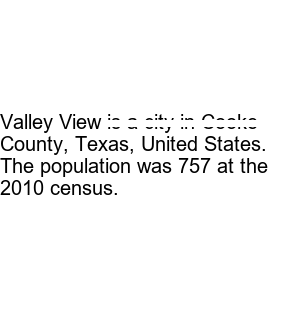 Valley View is a city in Cooke
County, Texas, United States.
The population was 757 at the
2010 census.